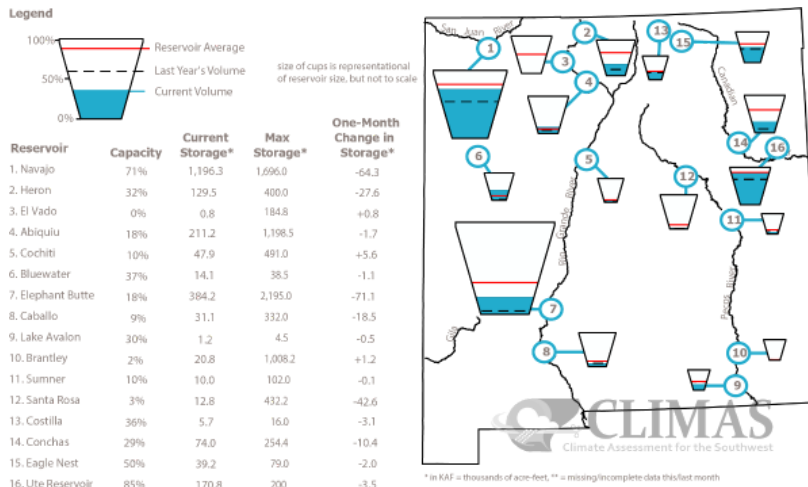 Legend
100%
50%
0%
Reservoir Average
Last Year's Volume
Current Volume
size of cups is representational
of reservoir size, but not to scale
Reservoir Capacity Current Storage* Max Storage* One-Month Change in Storage*
1. Navajo 71% 1,196.3 1,696.0 -64.3
2. Heron 32% 129.5 400.0 -27.6
3. El Vado 0% 0.8 184.8 +0.8
4. Abiquiu 18% 211.2 1,198.5 -1.7
5. Cochiti 10% 47.9 491.0 +5.6
6. Bluewater 37% 14.1 38.5 -1.1
7. Elephant Butte 18% 384.2 2,195.0 -71.1
8. Caballo 9% 31.1 332.0 -18.5
9. Lake Avalon 30% 1.2 4.5 -0.5
10. Brantley 2% 20.8 1,008.2 +1.2
11. Sumner 10% 10.0 102.0 -0.1
12. Santa Rosa 3% 12.8 432.2 -42.6
13. Costilla 36% 5.7 16.0 -3.1
14. Conchas 29% 74.0 254.4 -10.4
15. Eagle Nest 50% 39.2 79.0 -2.0
16. Ute Reservoir 85% 170.8 200 -3.5
San Juan River
1
2
3
4
13
15
Canadian
14
16
6
5
12
Rio Grande River
11
Pecos River
7
Gila
8
10
9
CLIMAS
Climate Assessment for the Southwest
* in KAF = thousands of acre-feet, ** = missing/incomplete data this/last month